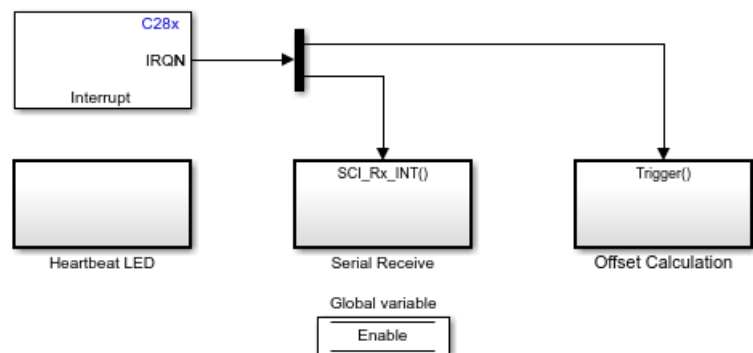 C28x
IRQN
Interrupt
SCI_Rx_INT()
Trigger()
Heartbeat LED
Serial Receive
Offset Calculation
Global variable
Enable